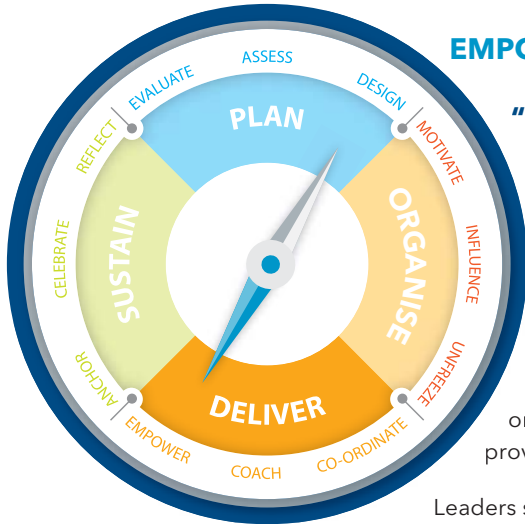 EMPO
"
ASSESS
EVALUATE
DESIGN
PLAN
REFLECT
MOTIVATE
ORGANISE
SUSTAIN
CELEBRATE
INFLUENCE
ANCHOR
UNFREEZE
DELIVER
EMPOWER
COACH
CO-ORDINATE
or
prov
Leaders s